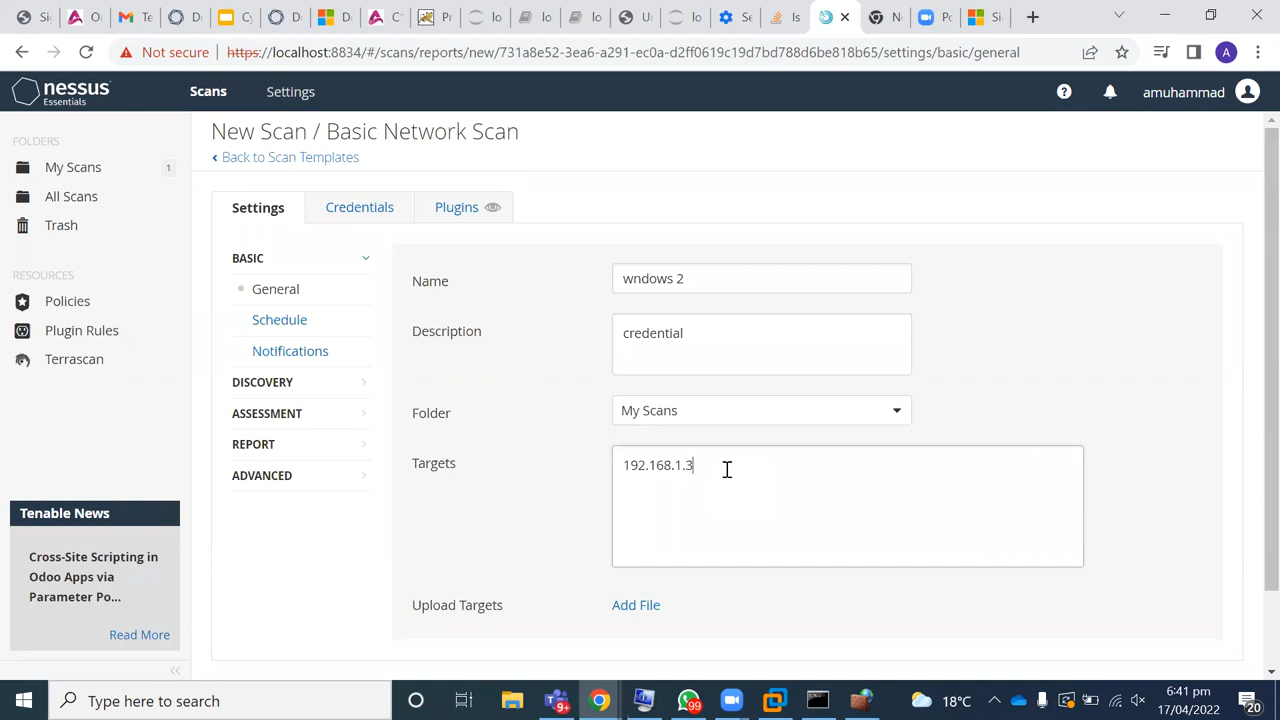 Not secure
https://localhost:8834/#/scans/reports/new/731a8e52-3ea6-a291-ec0a-d2ff0619c19d7bd788d6be818b65/settings/basic/general
A
nessus
Essentials
Scans
Settings
amuhammad
FOLDERS
My Scans
1
All Scans
Trash
RESOURCES
Policies
Plugin Rules
Terrascan
New Scan / Basic Network Scan
Back to Scan Templates
Settings
Credentials
Plugins
BASIC
General
Schedule
Notifications
DISCOVERY
ASSESSMENT
REPORT
ADVANCED
Name
wndows 2
Description
credential
Folder
My Scans
Targets
192.168.1.3
Upload Targets
Add File
Tenable News
Cross-Site Scripting in
Odoo Apps via
Parameter Po...
Read More
Type here to search
9+
99
18°C
6:41 pm
17/04/2022
20